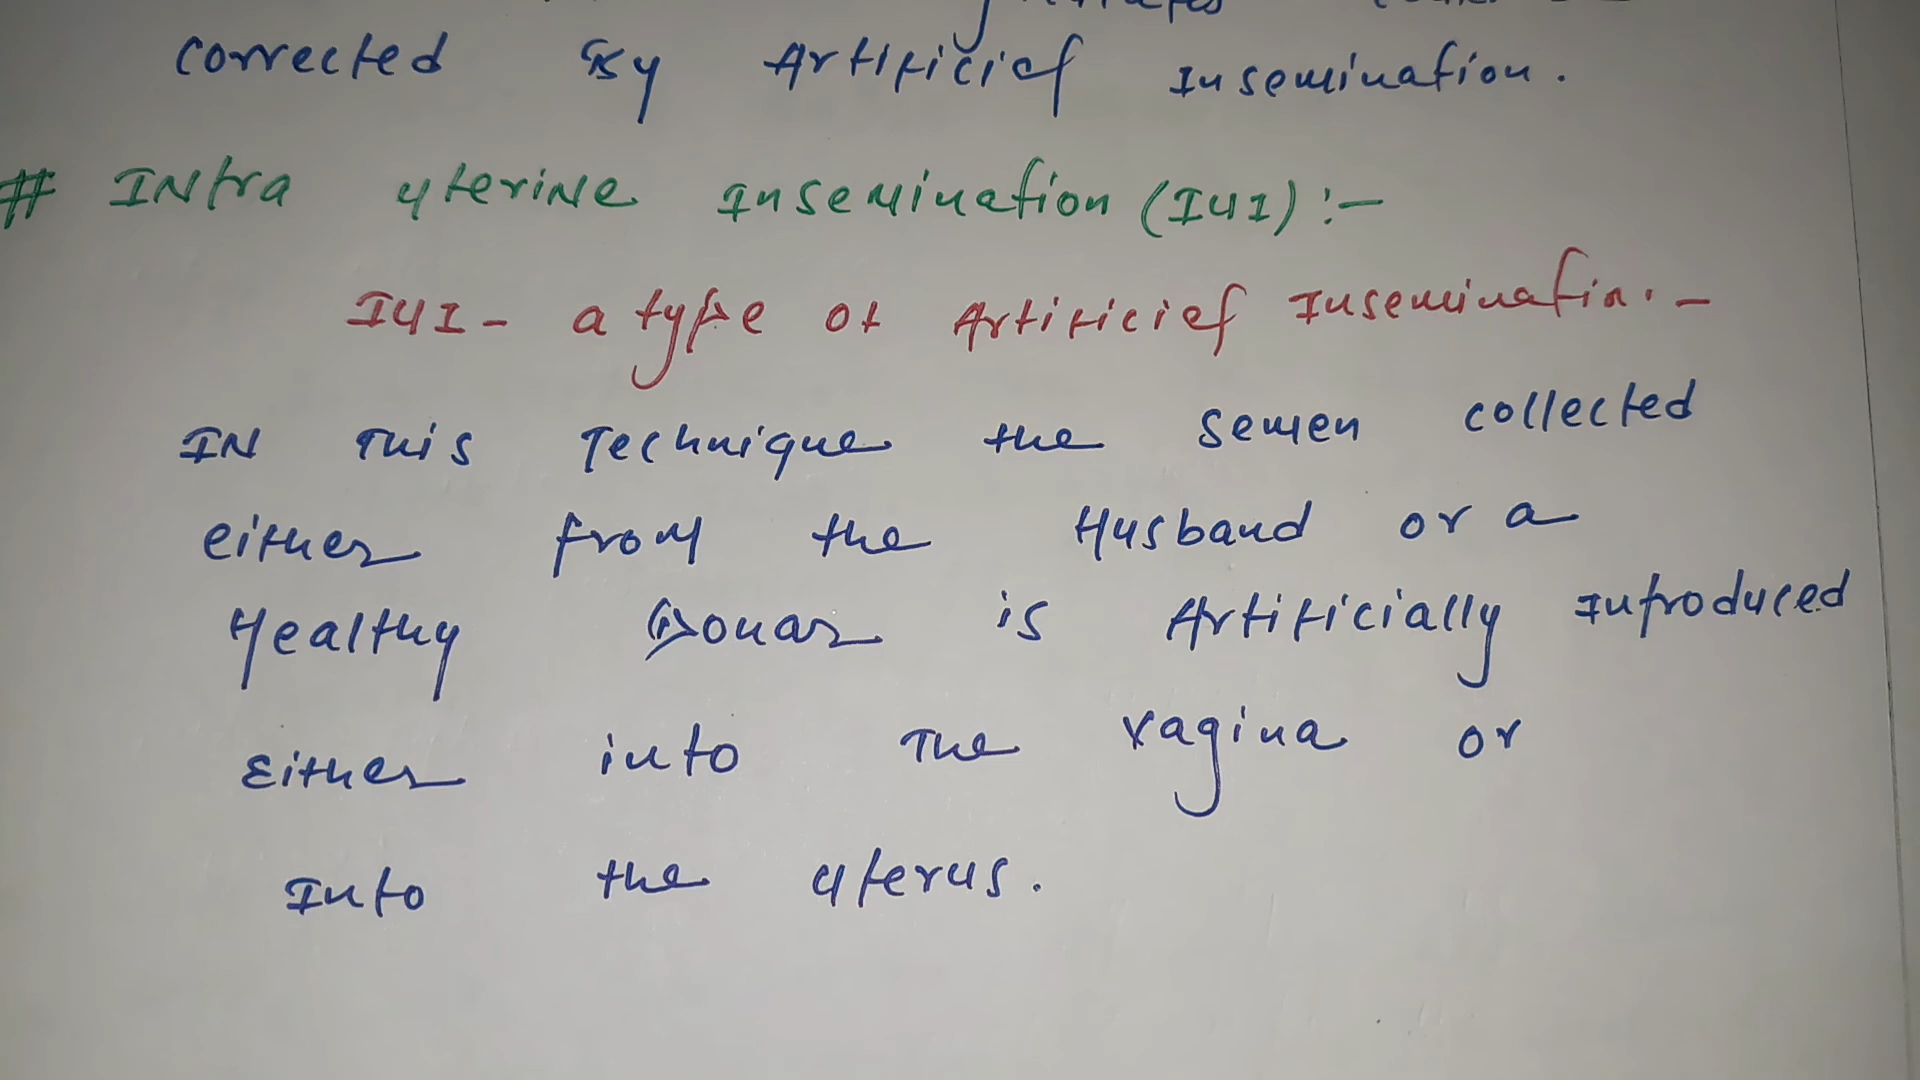 corrected By Artificial Insemination.
# INtra uteriNe Insemination (IUI) :-
IUI - a type of Artificial Insemination. -
IN This Technique the semen collected
either from the Husband or a
Healthy Donar is Artificially Introduced
Either into The vagina or
Into the uterus.